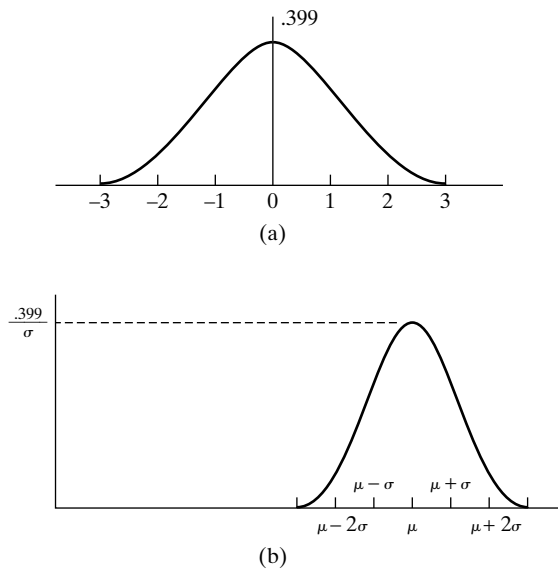 .399
–3 –2 –1 0 1 2 3
(a)
.399
σ
μ – σ μ + σ
μ – 2σ μ μ + 2σ
(b)